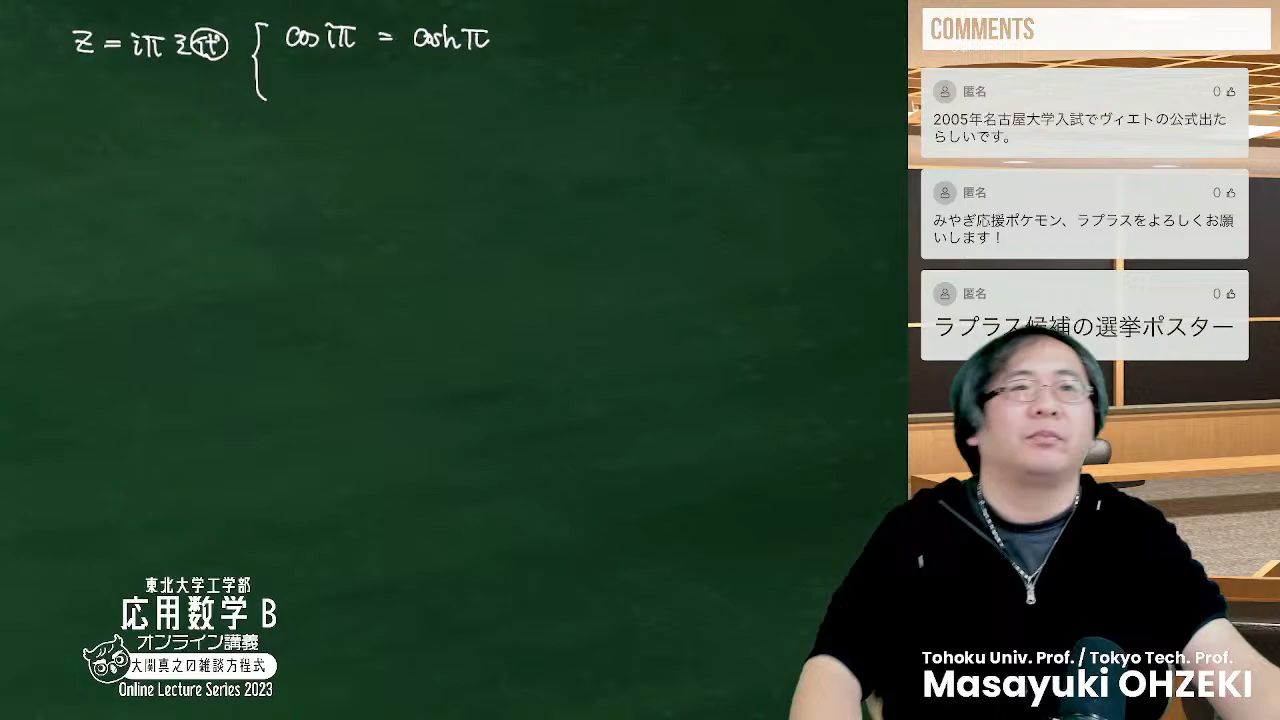 z = iπ を代 { cos iπ = cosh π
東北大学工学部
応用数学 B
オンライン講義
大関真之の雑談方程式
Online Lecture Series 2023
COMMENTS
匿名 0
2005年名古屋大学入試でヴィエトの公式出た
らしいです。
匿名 0
みやぎ応援ポケモン、ラプラスをよろしくお願
いします！
匿名 0
ラプラス候補の選挙ポスター
Tohoku Univ. Prof. / Tokyo Tech. Prof.
Masayuki OHZEKI